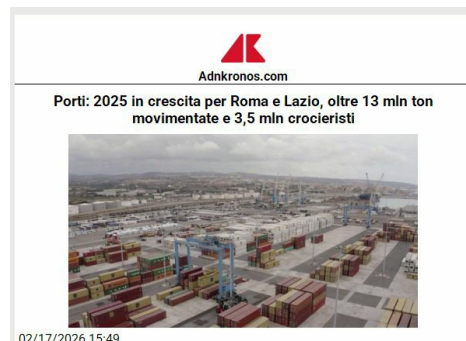 Adnkronos.com
Porti: 2025 in crescita per Roma e Lazio, oltre 13 mln ton
movimentate e 3,5 mln crocieristi
02/17/2026 15:49